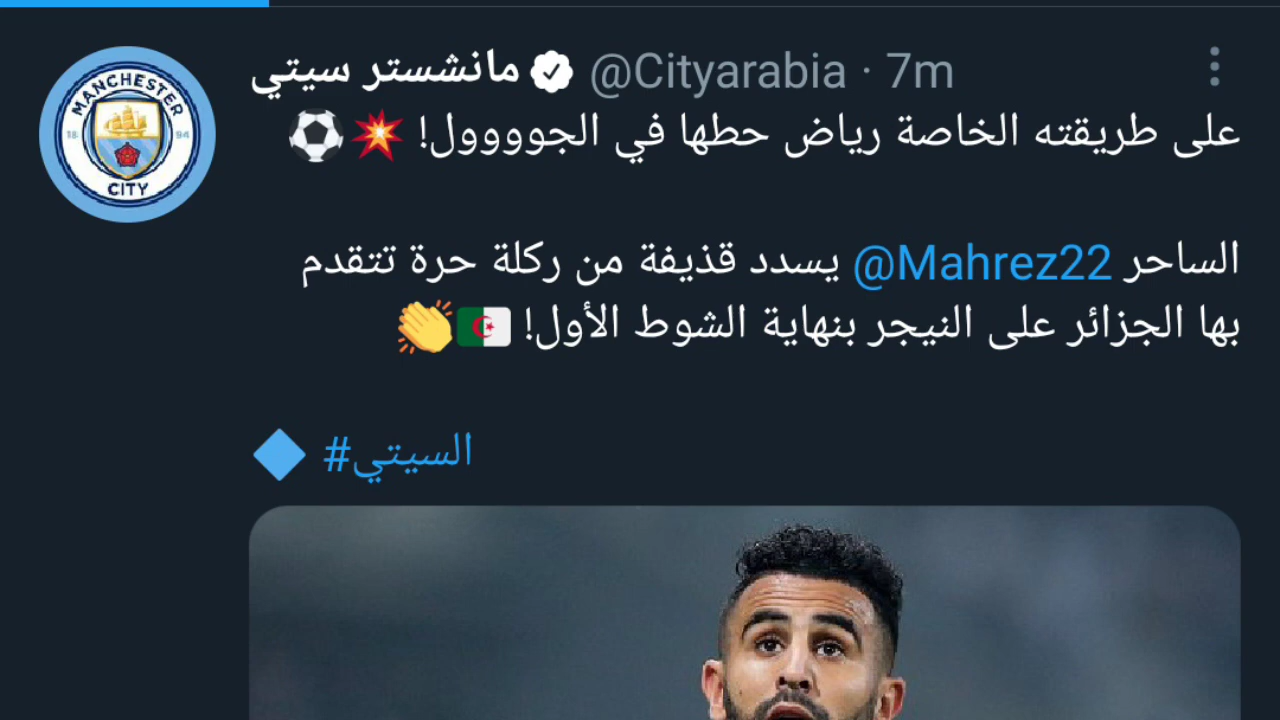 مانشستر سيتي @Cityarabia · 7m
على طريقته الخاصة رياض حطها في الجوووول! 💥⚽
الساحر @Mahrez22 يسدد قذيفة من ركلة حرة تتقدم
بها الجزائر على النيجر بنهاية الشوط الأول! 🇩🇿👏
#السيتي 🔷
MANCHESTER
18 94
CITY